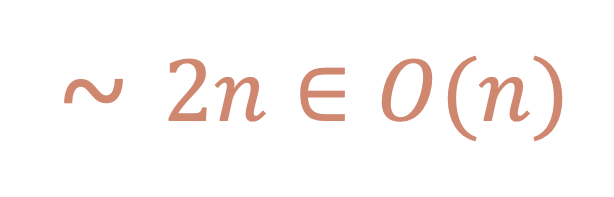 ~ 2n ∈ O(n)